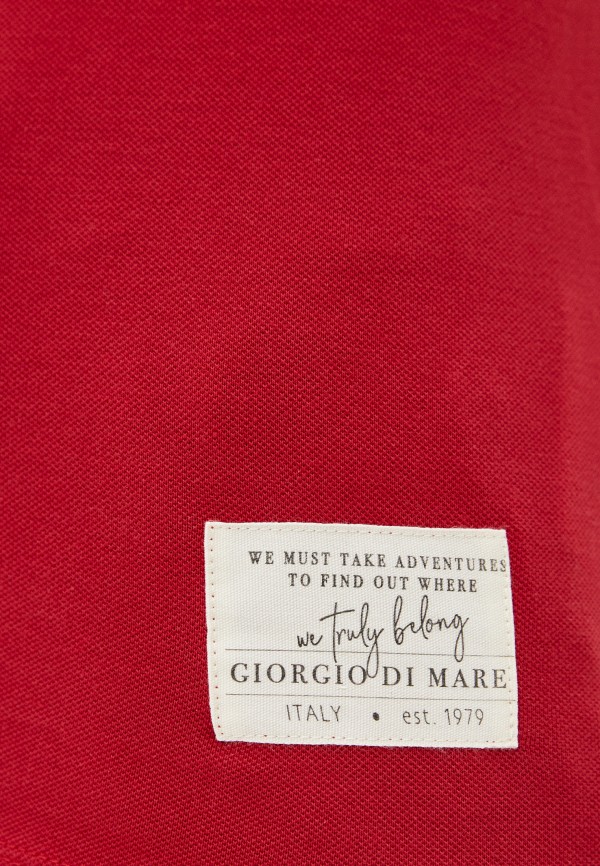 WE MUST TAKE ADVENTURES
TO FIND OUT WHERE
we truly belong
GIORGIO DI MARE
ITALY • est. 1979